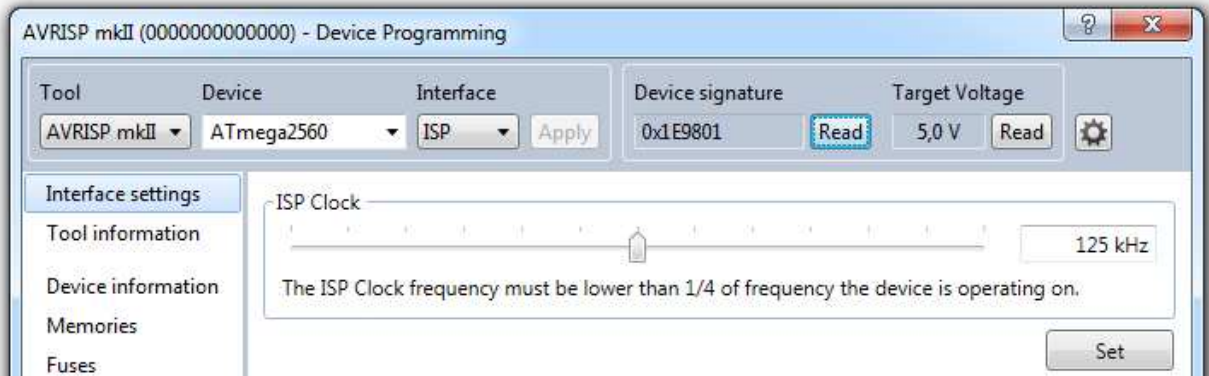 AVRISP mkII (0000000000000) - Device Programming
Tool Device Interface Device signature Target Voltage
AVRISP mkII ATmega2560 ISP Apply 0x1E9801 Read 5,0 V Read
Interface settings
Tool information
Device information
Memories
Fuses
ISP Clock
125 kHz
The ISP Clock frequency must be lower than 1/4 of frequency the device is operating on.
Set